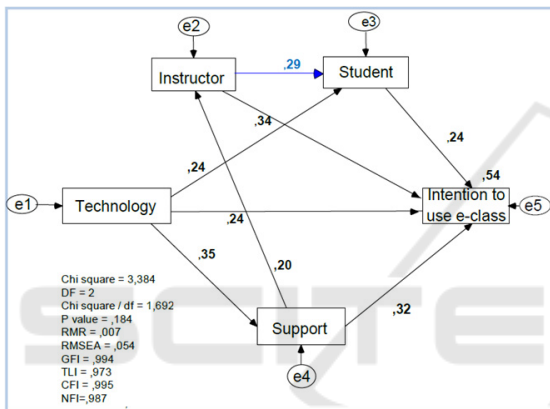 e3
e2
,29
Instructor
Student
,34
,24
,24
,54
e1
Technology
,24
Intention to
use e-class
e5
,35
,20
,32
Chi square = 3,384
DF = 2
Chi square / df = 1,692
P value = ,184
RMR = ,007
RMSEA = ,054
GFI = ,994
TLI = ,973
CFI = ,995
NFI=,987
Support
e4
SCITE